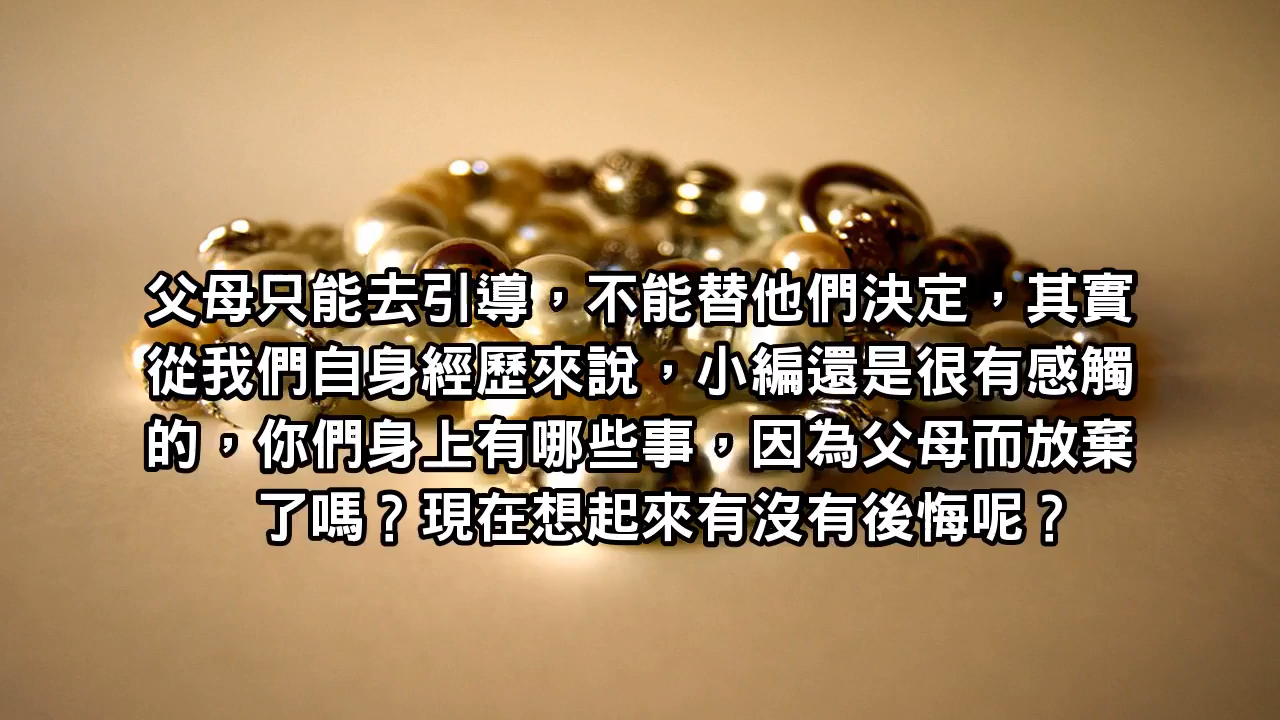 父母只能去引導，不能替他們決定，其實
從我們自身經歷來說，小編還是很有感觸
的，你們身上有哪些事，因為父母而放棄
了嗎？現在想起來有沒有後悔呢？